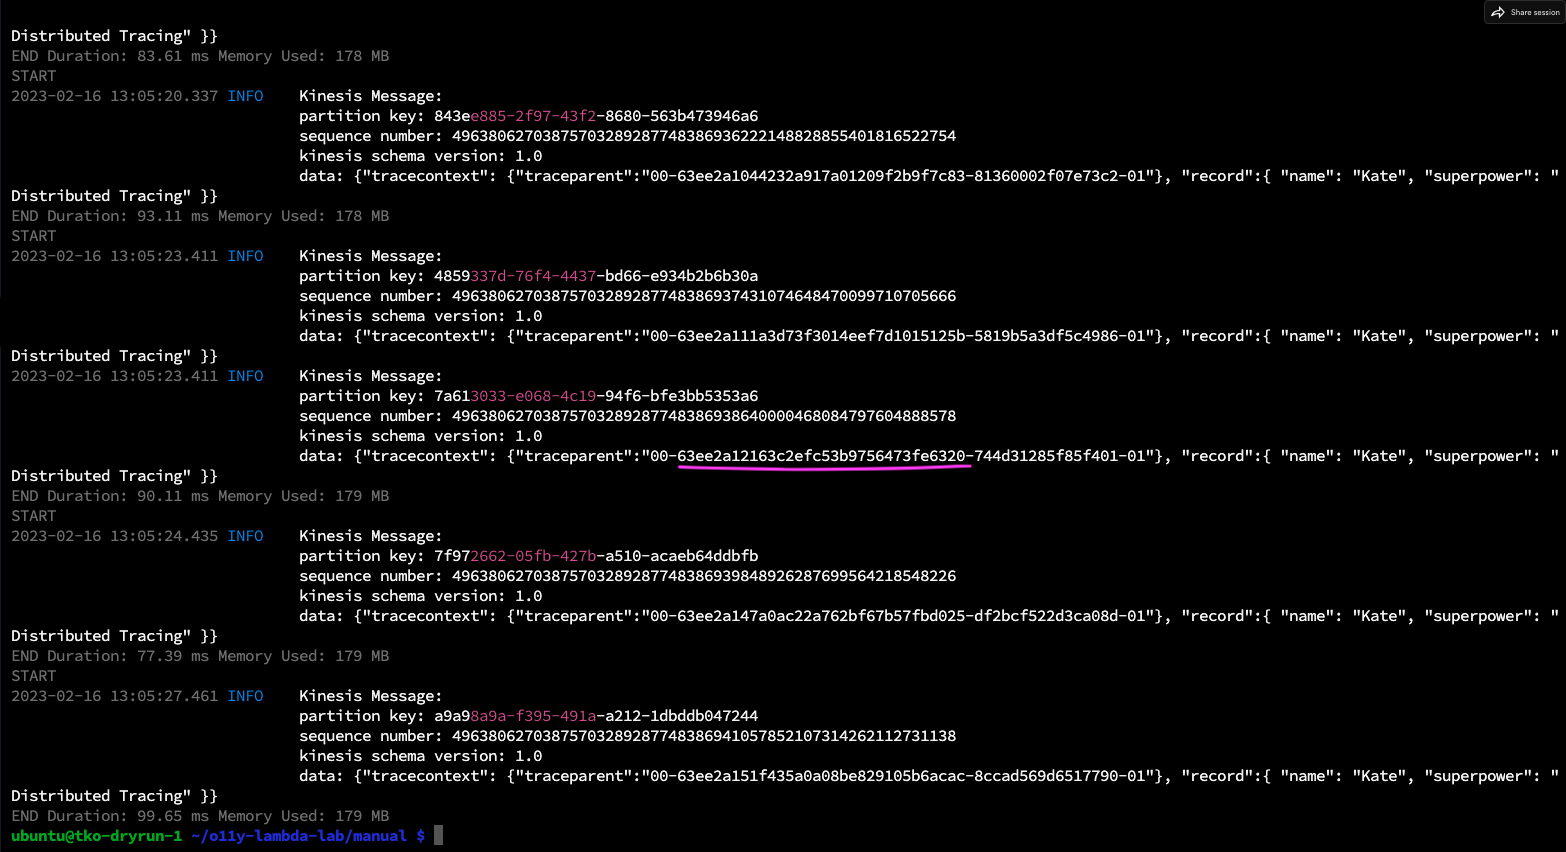 Share session
Distributed Tracing" }}
END Duration: 83.61 ms Memory Used: 178 MB
START
2023-02-16 13:05:20.337 INFO    Kinesis Message:
partition key: 843ee885-2f97-43f2-8680-563b473946a6
sequence number: 49638062703875703289287748386936222148828855401816522754
kinesis schema version: 1.0
data: {"tracecontext": {"traceparent":"00-63ee2a1044232a917a01209f2b9f7c83-81360002f07e73c2-01"}, "record":{ "name": "Kate", "superpower": "
Distributed Tracing" }}
END Duration: 93.11 ms Memory Used: 178 MB
START
2023-02-16 13:05:23.411 INFO    Kinesis Message:
partition key: 4859337d-76f4-4437-bd66-e934b2b6b30a
sequence number: 49638062703875703289287748386937431074648470099710705666
kinesis schema version: 1.0
data: {"tracecontext": {"traceparent":"00-63ee2a111a3d73f3014eef7d1015125b-5819b5a3df5c4986-01"}, "record":{ "name": "Kate", "superpower": "
Distributed Tracing" }}
2023-02-16 13:05:23.411 INFO    Kinesis Message:
partition key: 7a613033-e068-4c19-94f6-bfe3bb5353a6
sequence number: 49638062703875703289287748386938640000468084797604888578
kinesis schema version: 1.0
data: {"tracecontext": {"traceparent":"00-63ee2a12163c2efc53b9756473fe6320-744d31285f85f401-01"}, "record":{ "name": "Kate", "superpower": "
Distributed Tracing" }}
END Duration: 90.11 ms Memory Used: 179 MB
START
2023-02-16 13:05:24.435 INFO    Kinesis Message:
partition key: 7f972662-05fb-427b-a510-acaeb64ddbfb
sequence number: 49638062703875703289287748386939848926287699564218548226
kinesis schema version: 1.0
data: {"tracecontext": {"traceparent":"00-63ee2a147a0ac22a762bf67b57fbd025-df2bcf522d3ca08d-01"}, "record":{ "name": "Kate", "superpower": "
Distributed Tracing" }}
END Duration: 77.39 ms Memory Used: 179 MB
START
2023-02-16 13:05:27.461 INFO    Kinesis Message:
partition key: a9a98a9a-f395-491a-a212-1dbddb047244
sequence number: 49638062703875703289287748386941057852107314262112731138
kinesis schema version: 1.0
data: {"tracecontext": {"traceparent":"00-63ee2a151f435a0a08be829105b6acac-8ccad569d6517790-01"}, "record":{ "name": "Kate", "superpower": "
Distributed Tracing" }}
END Duration: 99.65 ms Memory Used: 179 MB
ubuntu@tko-dryrun-1 ~/o11y-lambda-lab/manual $